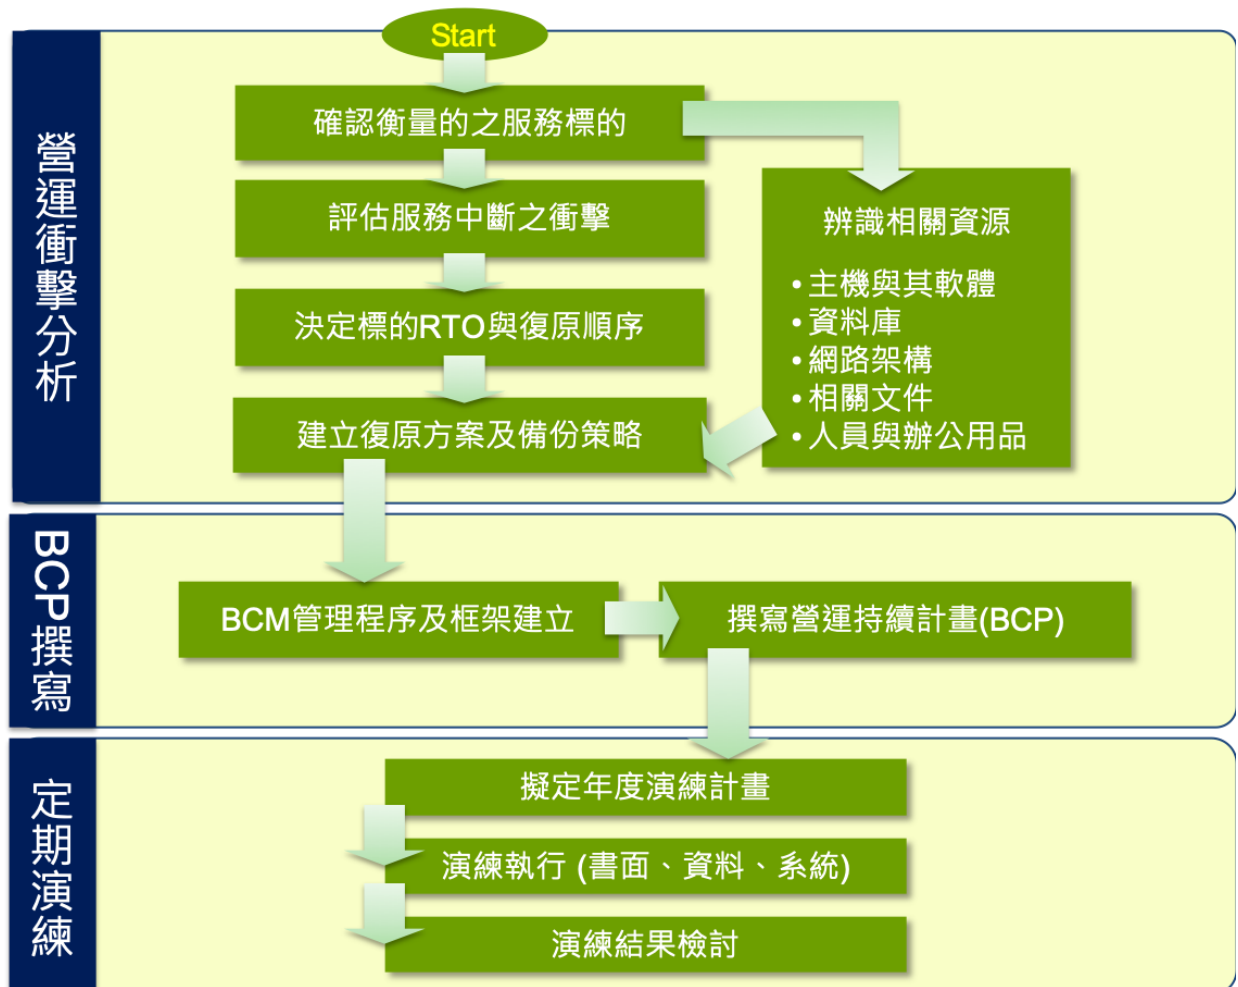 Start
營運衝擊分析
確認衡量的之服務標的
評估服務中斷之衝擊
決定標的RTO與復原順序
建立復原方案及備份策略
辨識相關資源
• 主機與其軟體
• 資料庫
• 網路架構
• 相關文件
• 人員與辦公用品
BCP撰寫
BCM管理程序及框架建立
撰寫營運持續計畫(BCP)
定期演練
擬定年度演練計畫
演練執行 (書面、資料、系統)
演練結果檢討